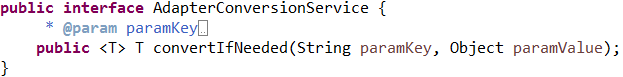 public interface AdapterConversionService {
* @param paramKey..
public <T> T convertIfNeeded(String paramKey, Object paramValue);
}